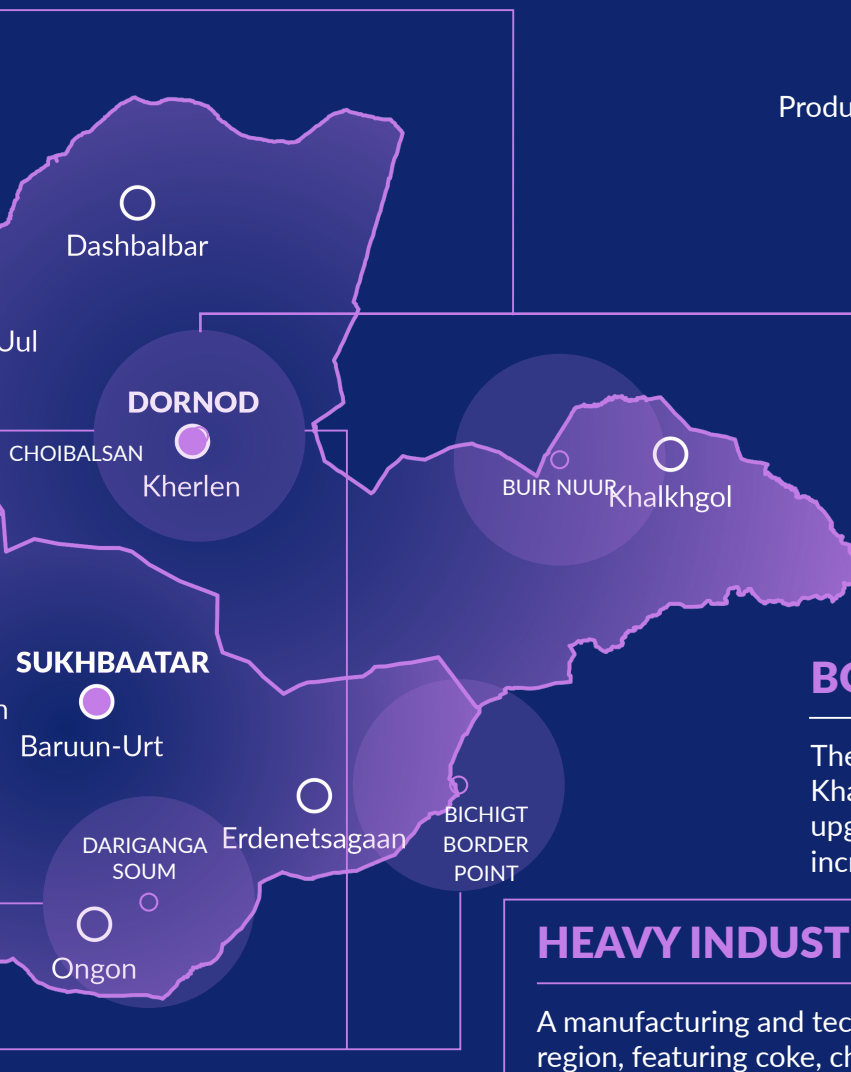 Produ
Dashbalbar
Jul
DORNOD
CHOIBALSAN
Kherlen
BUIR NUUR
Khalkhgol
SUKHBAATAR
Baruun-Urt
Erdenetsagaan
BICHIGT
BORDER
POINT
DARIGANGA
SOUM
Ongon
BO
The
Kha
upg
incr
HEAVY INDUST
A manufacturing and tec
region, featuring coke, ch